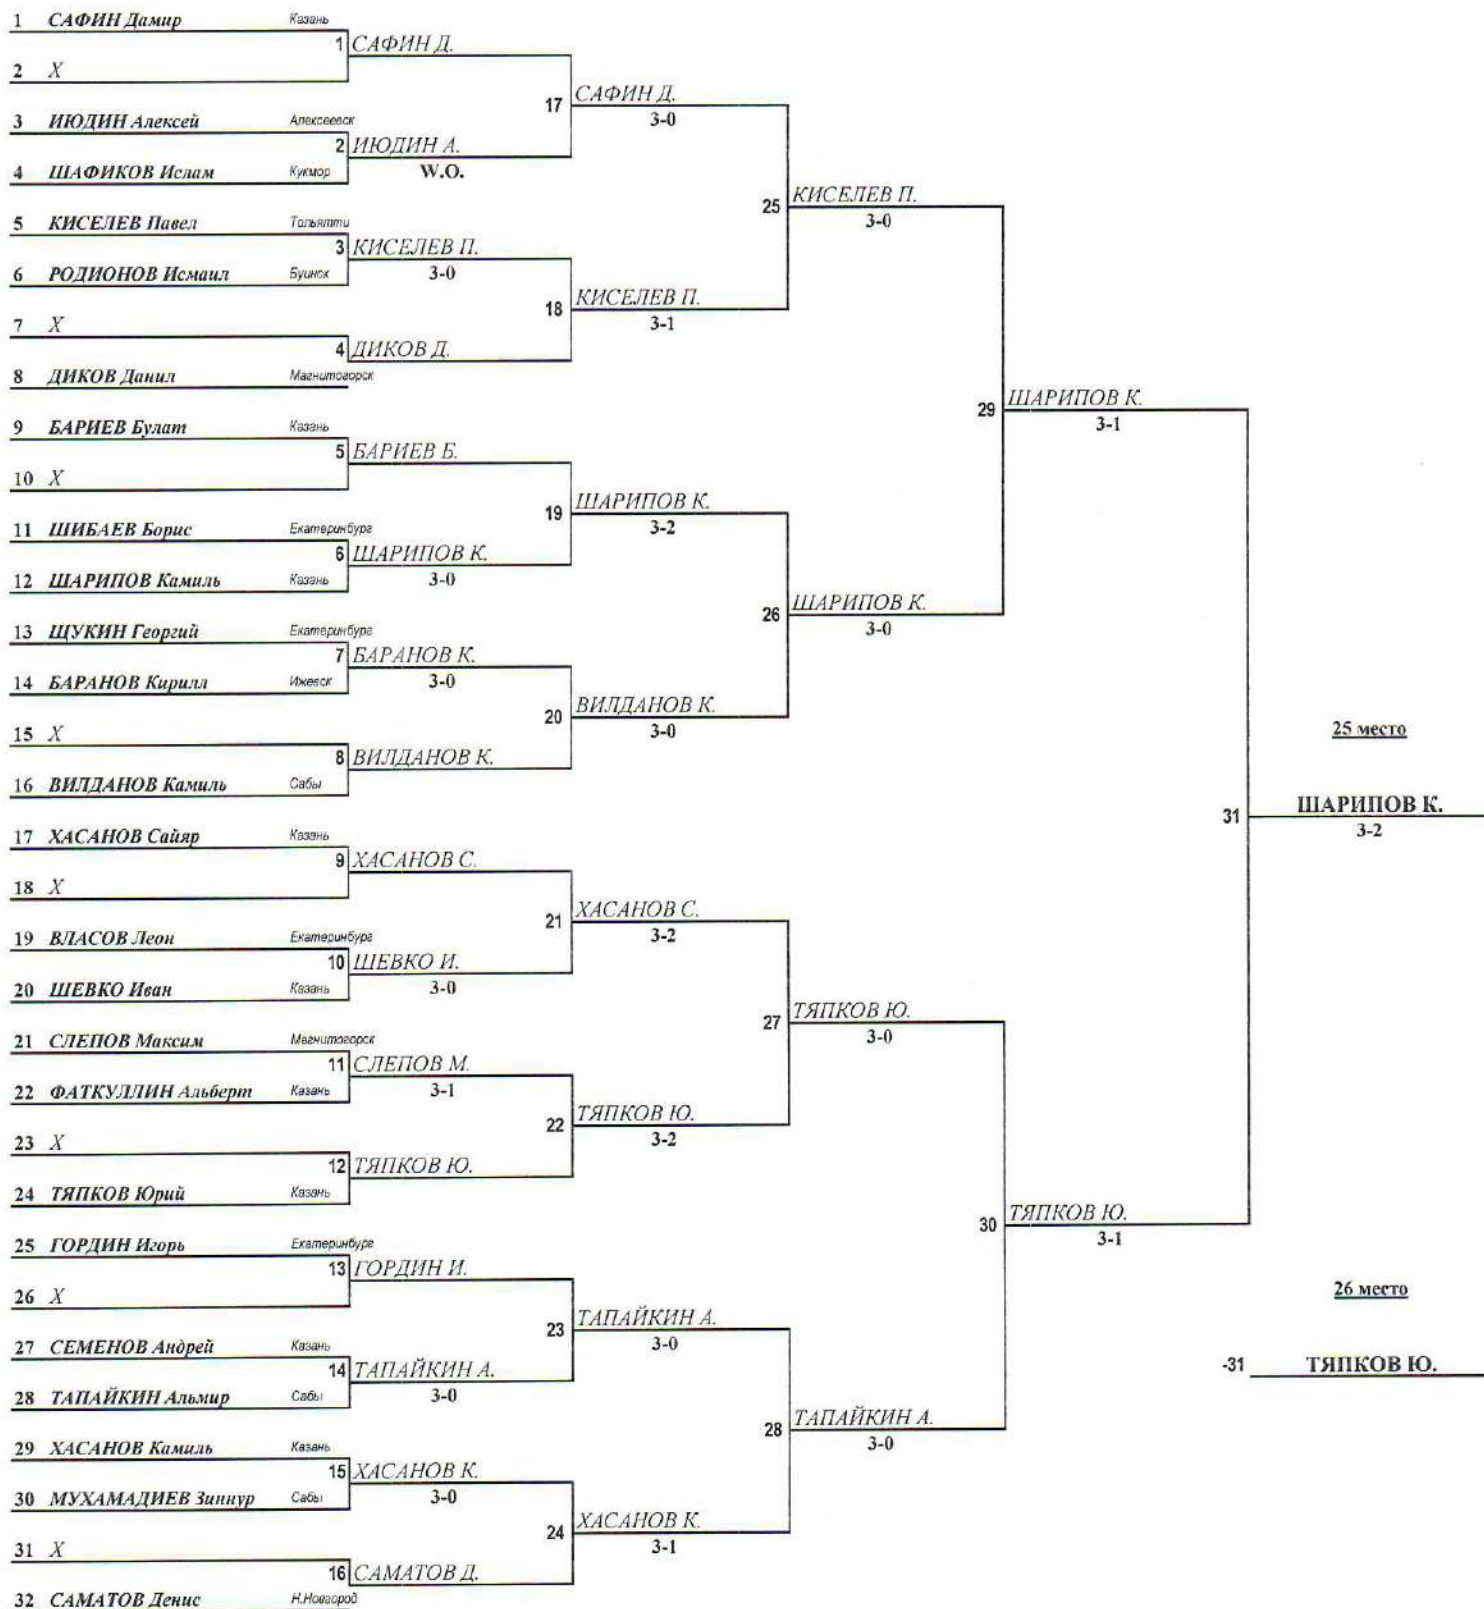 1 САФИН Дамир Казань
1 САФИН Д.
2 X
17 САФИН Д.
3-0
3 ИЮДИН Алексей Алексеевск
2 ИЮДИН А.
W.O.
4 ШАФИКОВ Ислам Кукмор
25 КИСЕЛЕВ П.
3-0
5 КИСЕЛЕВ Павел Тольятти
3 КИСЕЛЕВ П.
3-0
6 РОДИОНОВ Исмаил Буинск
18 КИСЕЛЕВ П.
3-1
7 X
4 ДИКОВ Д.
8 ДИКОВ Данил Магнитогорск
29 ШАРИПОВ К.
3-1
9 БАРИЕВ Булат Казань
5 БАРИЕВ Б.
10 X
19 ШАРИПОВ К.
3-2
11 ШИБАЕВ Борис Екатеринбург
6 ШАРИПОВ К.
3-0
12 ШАРИПОВ Камиль Казань
26 ШАРИПОВ К.
3-0
13 ЩУКИН Георгий Екатеринбург
7 БАРАНОВ К.
3-0
14 БАРАНОВ Кирилл Ижевск
20 ВИЛДАНОВ К.
3-0
15 X
8 ВИЛДАНОВ К.
16 ВИЛДАНОВ Камиль Сабы
25 место
31 ШАРИПОВ К.
3-2
17 ХАСАНОВ Сайяр Казань
9 ХАСАНОВ С.
18 X
21 ХАСАНОВ С.
3-2
19 ВЛАСОВ Леон Екатеринбург
10 ШЕВКО И.
3-0
20 ШЕВКО Иван Казань
27 ТЯПКОВ Ю.
3-0
21 СЛЕПОВ Максим Магнитогорск
11 СЛЕПОВ М.
3-1
22 ФАТКУЛЛИН Альберт Казань
22 ТЯПКОВ Ю.
3-2
23 X
12 ТЯПКОВ Ю.
24 ТЯПКОВ Юрий Казань
30 ТЯПКОВ Ю.
3-1
25 ГОРДИН Игорь Екатеринбург
13 ГОРДИН И.
26 X
26 место
23 ТАПАЙКИН А.
3-0
27 СЕМЕНОВ Андрей Казань
14 ТАПАЙКИН А.
3-0
-31 ТЯПКОВ Ю.
28 ТАПАЙКИН Альмир Сабы
28 ТАПАЙКИН А.
3-0
29 ХАСАНОВ Камиль Казань
15 ХАСАНОВ К.
3-0
30 МУХАМАДИЕВ Зиннур Сабы
24 ХАСАНОВ К.
3-1
31 X
16 САМАТОВ Д.
32 САМАТОВ Денис Н.Новгород